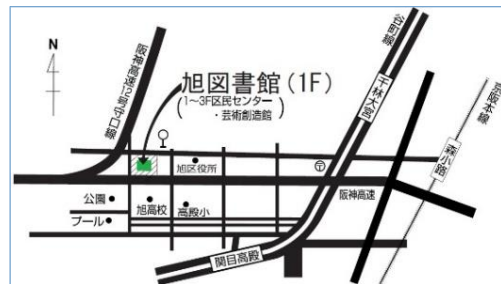 N
阪神高速12号守口線
旭図書館(1F)
(1〜3F区民センター
・芸術創造館)
谷町線
千林大宮
京阪本線
森小路
旭区役所
〒
阪神高速
公園
プール
旭高校
高殿小
関目高殿